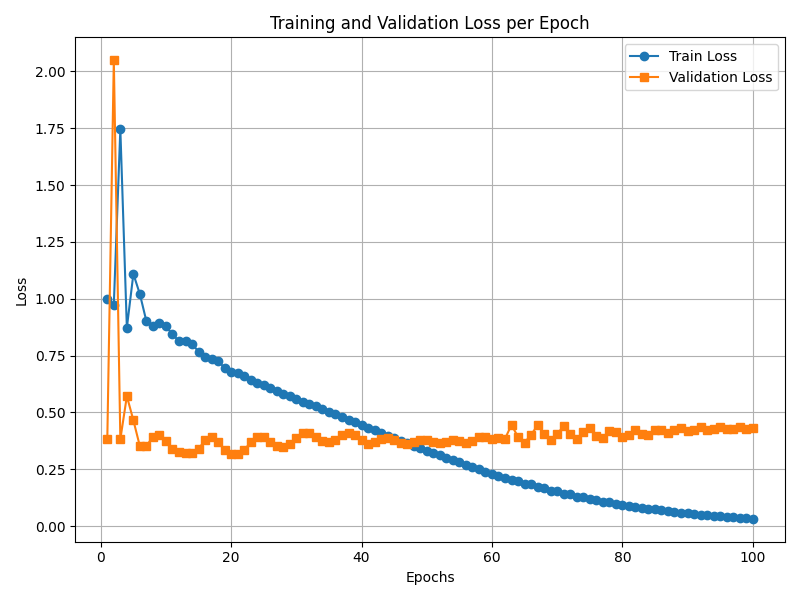 Training and Validation Loss per Epoch
Train Loss
Validation Loss
2.00
1.75
1.50
1.25
1.00
0.75
0.50
0.25
0.00
Loss
0 20 40 60 80 100
Epochs